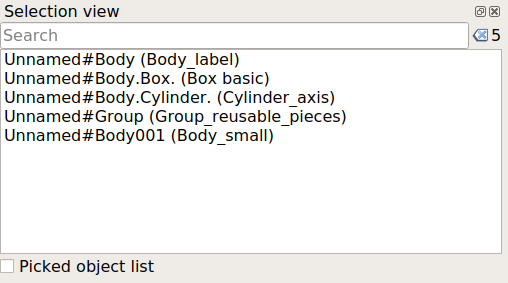 Selection view
Search
5
Unnamed#Body (Body_label)
Unnamed#Body.Box. (Box basic)
Unnamed#Body.Cylinder. (Cylinder_axis)
Unnamed#Group (Group_reusable_pieces)
Unnamed#Body001 (Body_small)
Picked object list